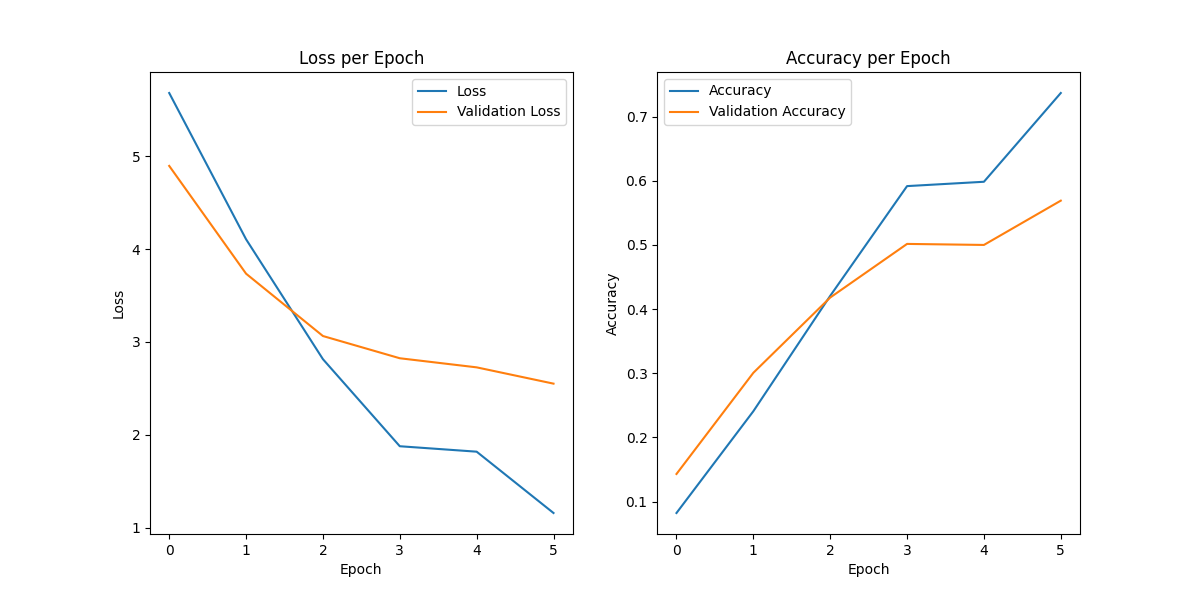 Loss per Epoch
Loss
Validation Loss
5
4
3
2
1
Loss
0 1 2 3 4 5
Epoch
Accuracy per Epoch
Accuracy
Validation Accuracy
0.7
0.6
0.5
0.4
0.3
0.2
0.1
Accuracy
0 1 2 3 4 5
Epoch